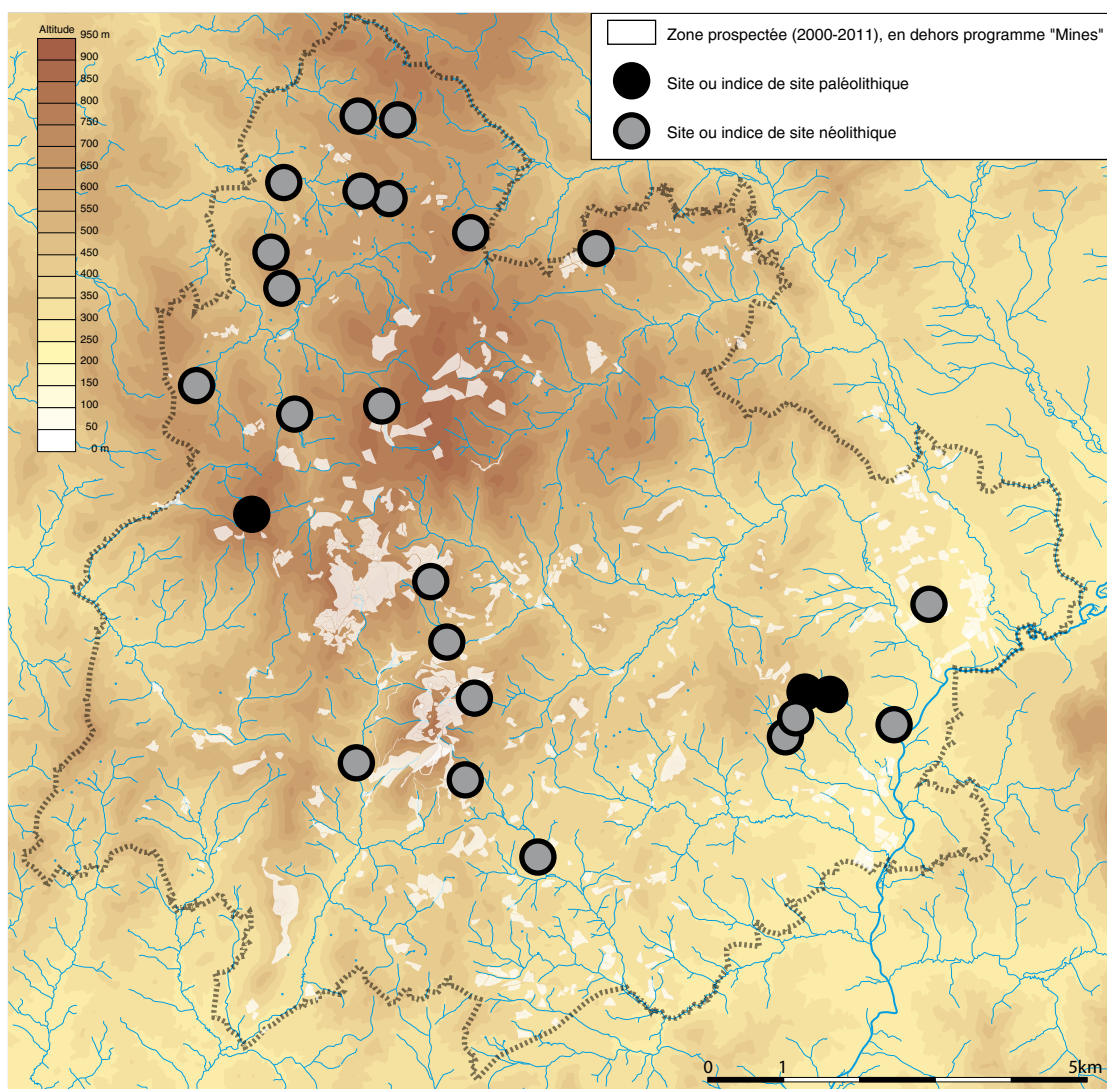 Altitude
950 m
900
850
800
750
700
650
600
550
500
450
400
350
300
250
200
150
100
50
0 m
Zone prospectée (2000-2011), en dehors programme "Mines"
Site ou indice de site paléolithique
Site ou indice de site néolithique
0 1 5km